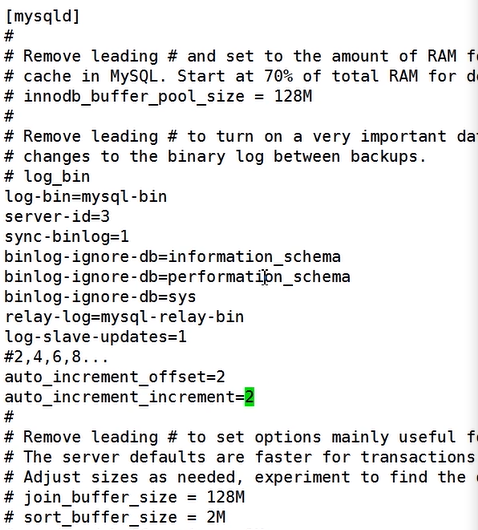 [mysqld]
#
# Remove leading # and set to the amount of RAM f
# cache in MySQL. Start at 70% of total RAM for d
# innodb_buffer_pool_size = 128M
#
# Remove leading # to turn on a very important da
# changes to the binary log between backups.
# log_bin
log-bin=mysql-bin
server-id=3
sync-binlog=1
binlog-ignore-db=information_schema
binlog-ignore-db=performation_schema
binlog-ignore-db=sys
relay-log=mysql-relay-bin
log-slave-updates=1
#2,4,6,8...
auto_increment_offset=2
auto_increment_increment=2
#
# Remove leading # to set options mainly useful f
# The server defaults are faster for transactions
# Adjust sizes as needed, experiment to find the
# join_buffer_size = 128M
# sort_buffer_size = 2M